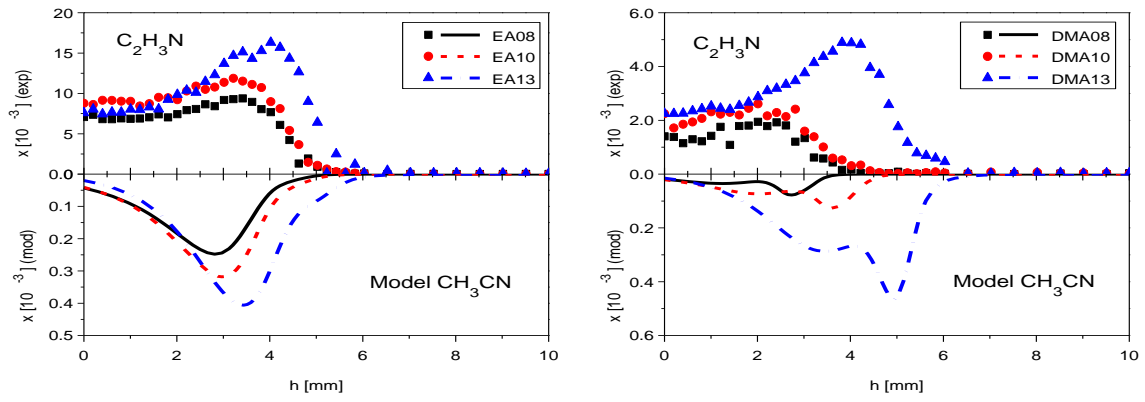 C₂H₃N
EA08
EA10
EA13
x [10⁻³] (exp)
20
15
10
5
0.0
0.1
0.2
0.3
0.4
0.5
x [10⁻³] (mod)
Model CH₃CN
0 2 4 6 8 10
h [mm]
C₂H₃N
DMA08
DMA10
DMA13
x [10⁻³] (exp)
6.0
4.0
2.0
0.0
0.2
0.4
0.6
x [10⁻³] (mod)
Model CH₃CN
0 2 4 6 8 10
h [mm]